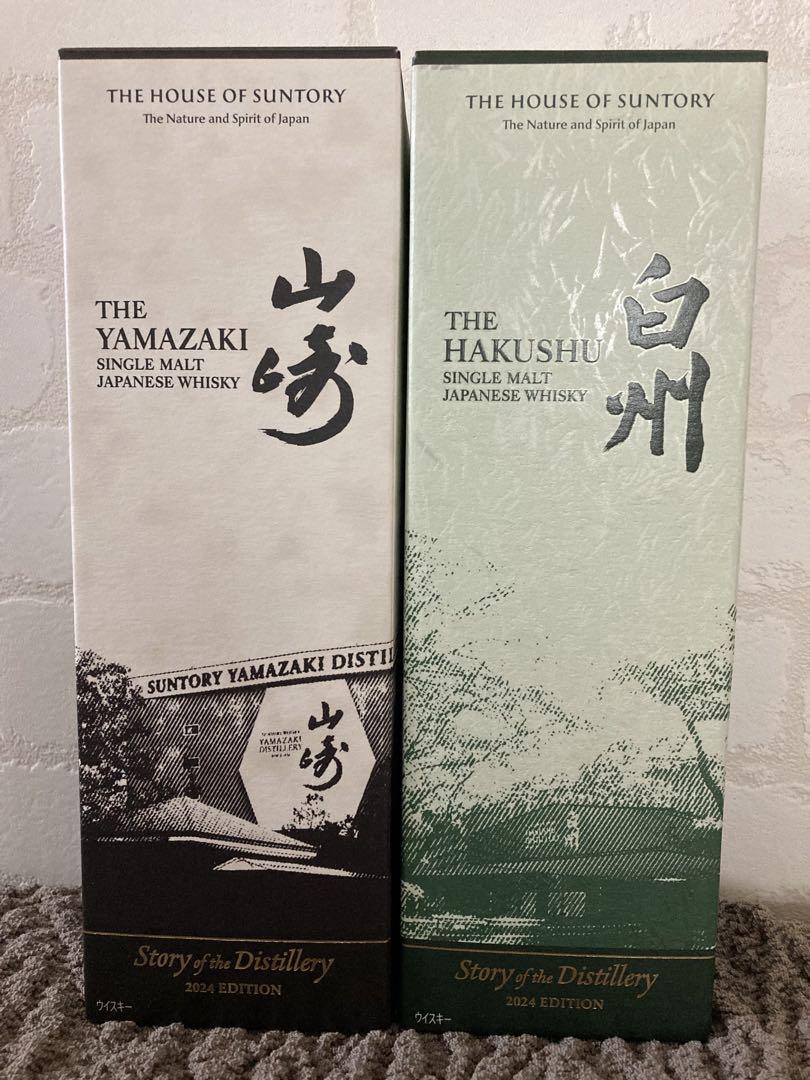 THE HOUSE OF SUNTORY
The Nature and Spirit of Japan
THE
YAMAZAKI
SINGLE MALT
JAPANESE WHISKY
山崎
SUNTORY YAMAZAKI DISTIL
YAMAZAKI
DISTILLERY
山崎
Story of the Distillery
2024 EDITION
ウイスキー
THE HOUSE OF SUNTORY
The Nature and Spirit of Japan
THE
HAKUSHU
SINGLE MALT
JAPANESE WHISKY
白州
Story of the Distillery
2024 EDITION
ウイスキー